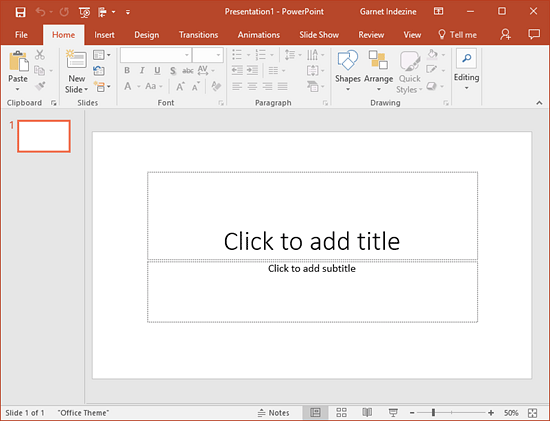 Presentation1 - PowerPoint
Garnet Indezine
File Home Insert Design Transitions Animations Slide Show Review View Tell me
Paste
New Slide
B I U S abc AV
Aa A
Shapes Arrange Quick Styles
Editing
Clipboard Slides Font Paragraph Drawing
1
Click to add title
Click to add subtitle
Slide 1 of 1 "Office Theme" Notes 50%